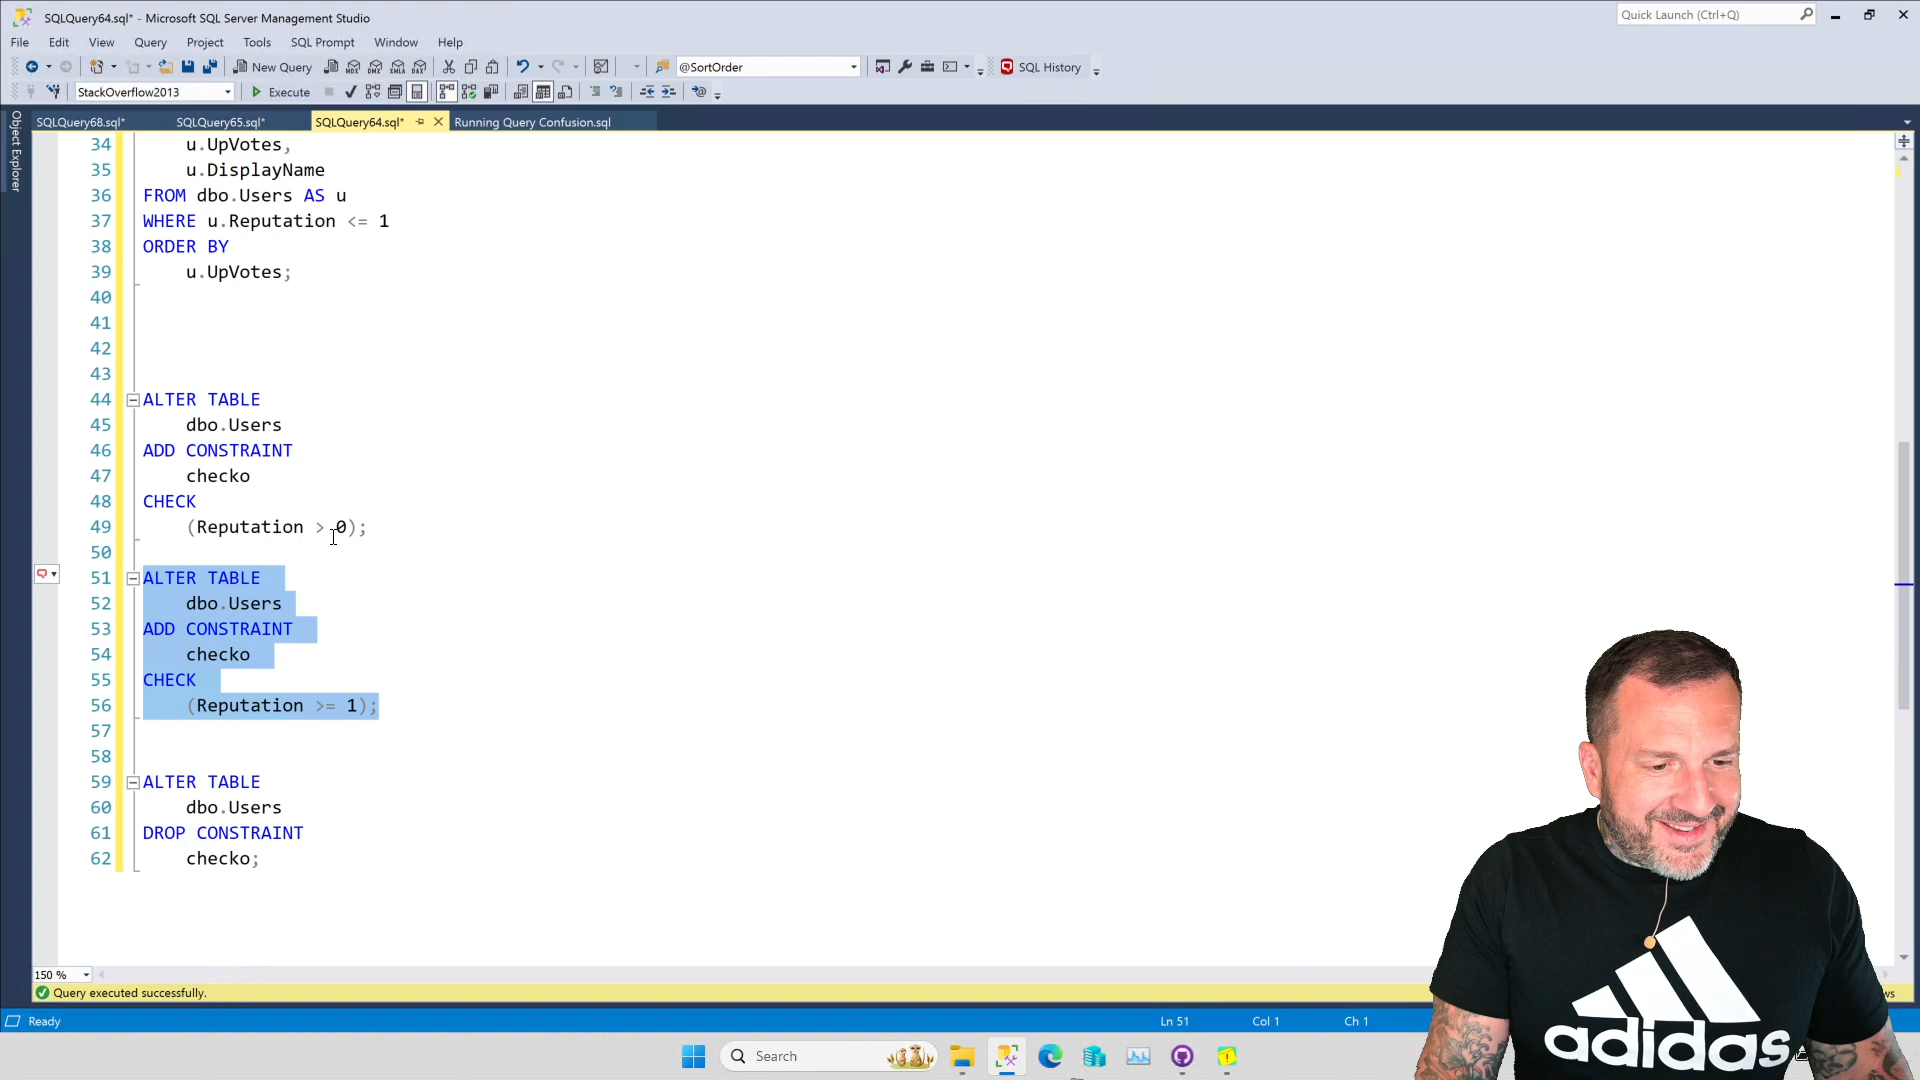 SQLQuery64.sql* - Microsoft SQL Server Management Studio
Quick Launch (Ctrl+Q)
File Edit View Query Project Tools SQL Prompt Window Help
New Query
MDX DMX XMLA DAX
@SortOrder
SQL History
StackOverflow2013
Execute
SQLQuery68.sql* SQLQuery65.sql* SQLQuery64.sql* Running Query Confusion.sql
Object Explorer
34 u.UpVotes,
35 u.DisplayName
36 FROM dbo.Users AS u
37 WHERE u.Reputation <= 1
38 ORDER BY
39 u.UpVotes;
40
41
42
43
44 ALTER TABLE
45 dbo.Users
46 ADD CONSTRAINT
47 checko
48 CHECK
49 (Reputation > 0);
50
51 ALTER TABLE
52 dbo.Users
53 ADD CONSTRAINT
54 checko
55 CHECK
56 (Reputation >= 1);
57
58
59 ALTER TABLE
60 dbo.Users
61 DROP CONSTRAINT
62 checko;
150 %
Query executed successfully.
Ready
Ln 51 Col 1 Ch 1
Search
adidas